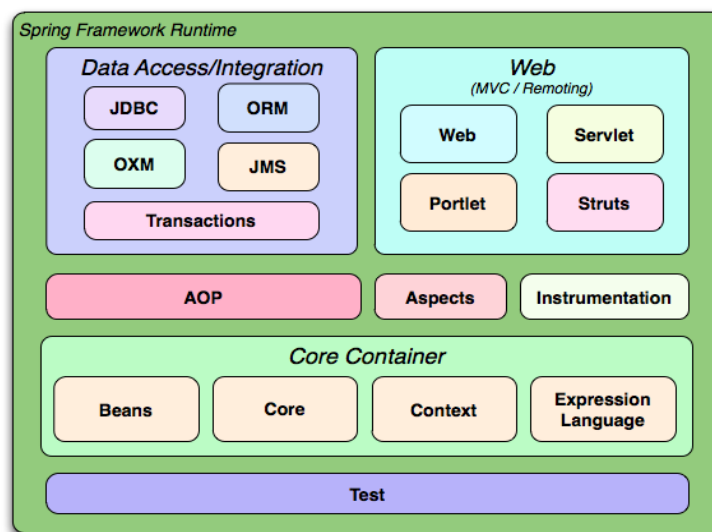 Spring Framework Runtime
Data Access/Integration
JDBC
ORM
OXM
JMS
Transactions
Web
(MVC / Remoting)
Web
Servlet
Portlet
Struts
AOP
Aspects
Instrumentation
Core Container
Beans
Core
Context
Expression
Language
Test